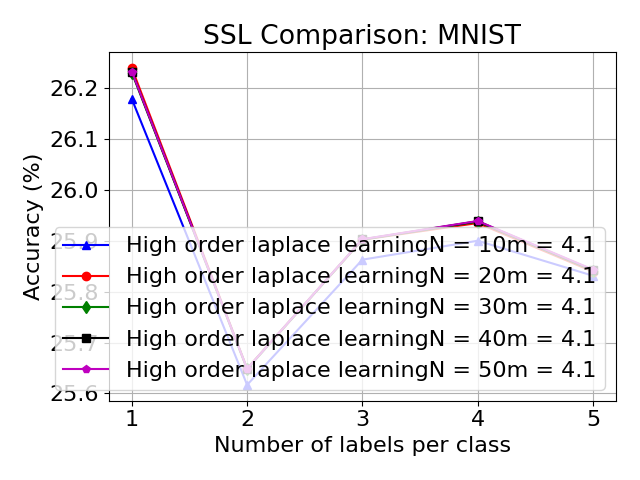 SSL Comparison: MNIST
Accuracy (%)
26.2
26.1
26.0
25.9
25.8
25.7
25.6
High order laplace learningN = 10m = 4.1
High order laplace learningN = 20m = 4.1
High order laplace learningN = 30m = 4.1
High order laplace learningN = 40m = 4.1
High order laplace learningN = 50m = 4.1
1 2 3 4 5
Number of labels per class